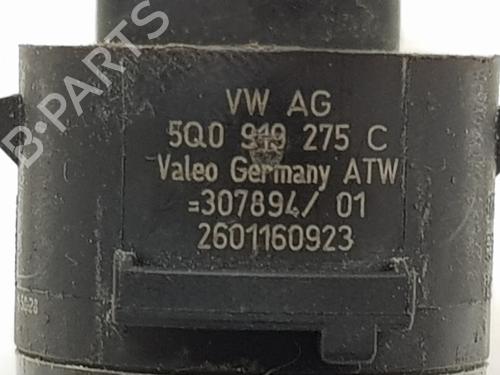 VW AG
5Q0 919 275 C
Valeo Germany ATW
=307894/ 01
2601160923
B-PARTS